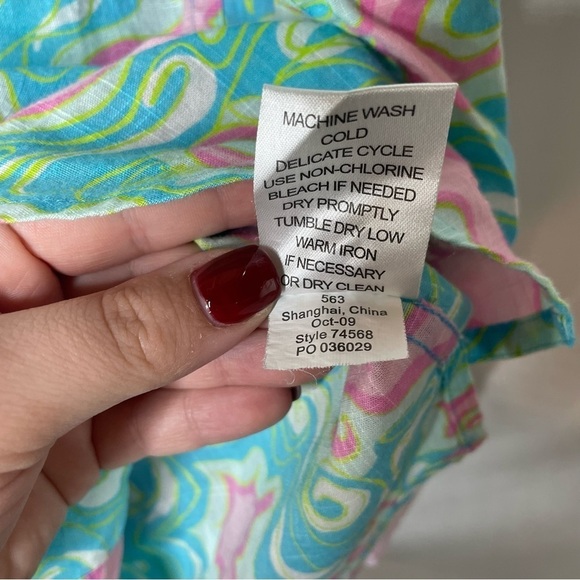 MACHINE WASH
COLD
DELICATE CYCLE
USE NON-CHLORINE
BLEACH IF NEEDED
DRY PROMPTLY
TUMBLE DRY LOW
WARM IRON
IF NECESSARY
OR DRY CLEAN
563
Shanghai, China
Oct-09
Style 74568
PO 036029